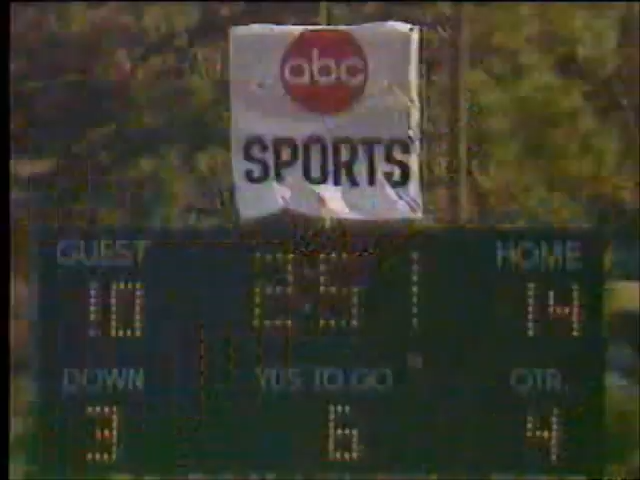 abc
SPORTS
GUEST HOME
10 14
DOWN YDS TO GO QTR.
3 6 4